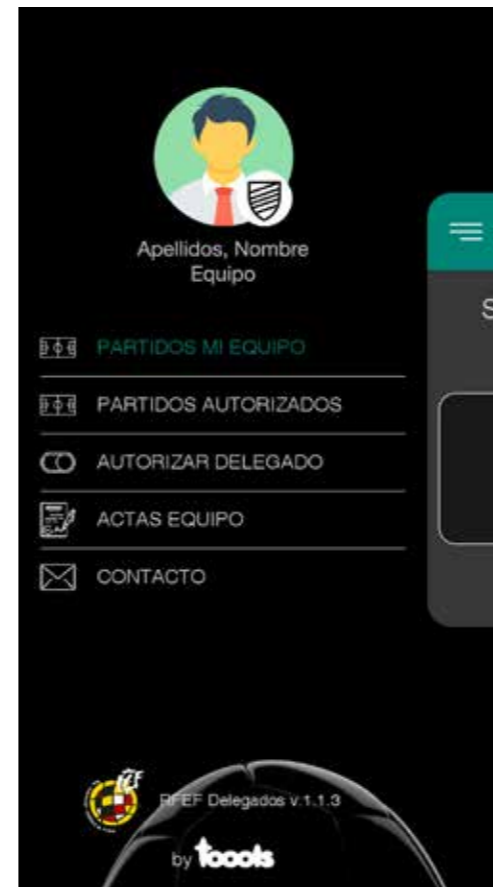 Apellidos, Nombre
Equipo
S
PARTIDOS MI EQUIPO
PARTIDOS AUTORIZADOS
AUTORIZAR DELEGADO
ACTAS EQUIPO
CONTACTO
RFEF Delegados v.1.1.3
by toools